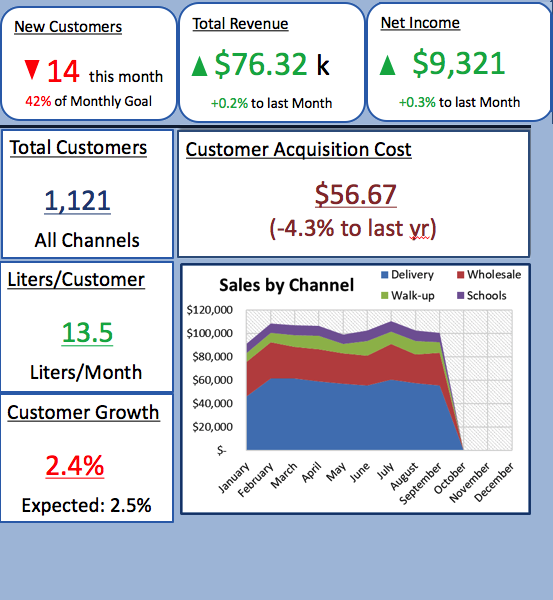 New Customers
14 this month
42% of Monthly Goal
Total Revenue
$76.32 k
+0.2% to last Month
Net Income
$9,321
+0.3% to last Month
Total Customers
1,121
All Channels
Customer Acquisition Cost
$56.67
(-4.3% to last yr)
Liters/Customer
13.5
Liters/Month
Customer Growth
2.4%
Expected: 2.5%
Sales by Channel
Delivery
Wholesale
Walk-up
Schools
$120,000
$100,000
$80,000
$60,000
$40,000
$20,000
$-
January
February
March
April
May
June
July
August
September
October
November
December